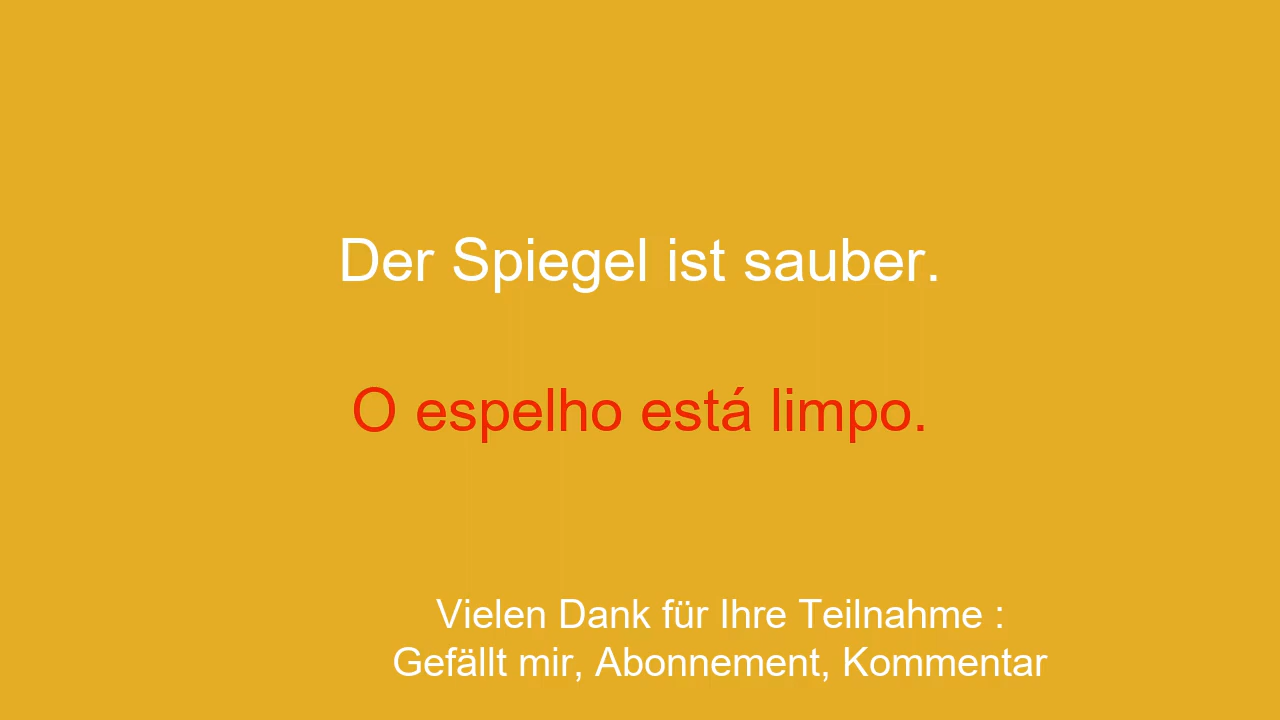 Der Spiegel ist sauber.
O espelho está limpo.
Vielen Dank für Ihre Teilnahme :
Gefällt mir, Abonnement, Kommentar